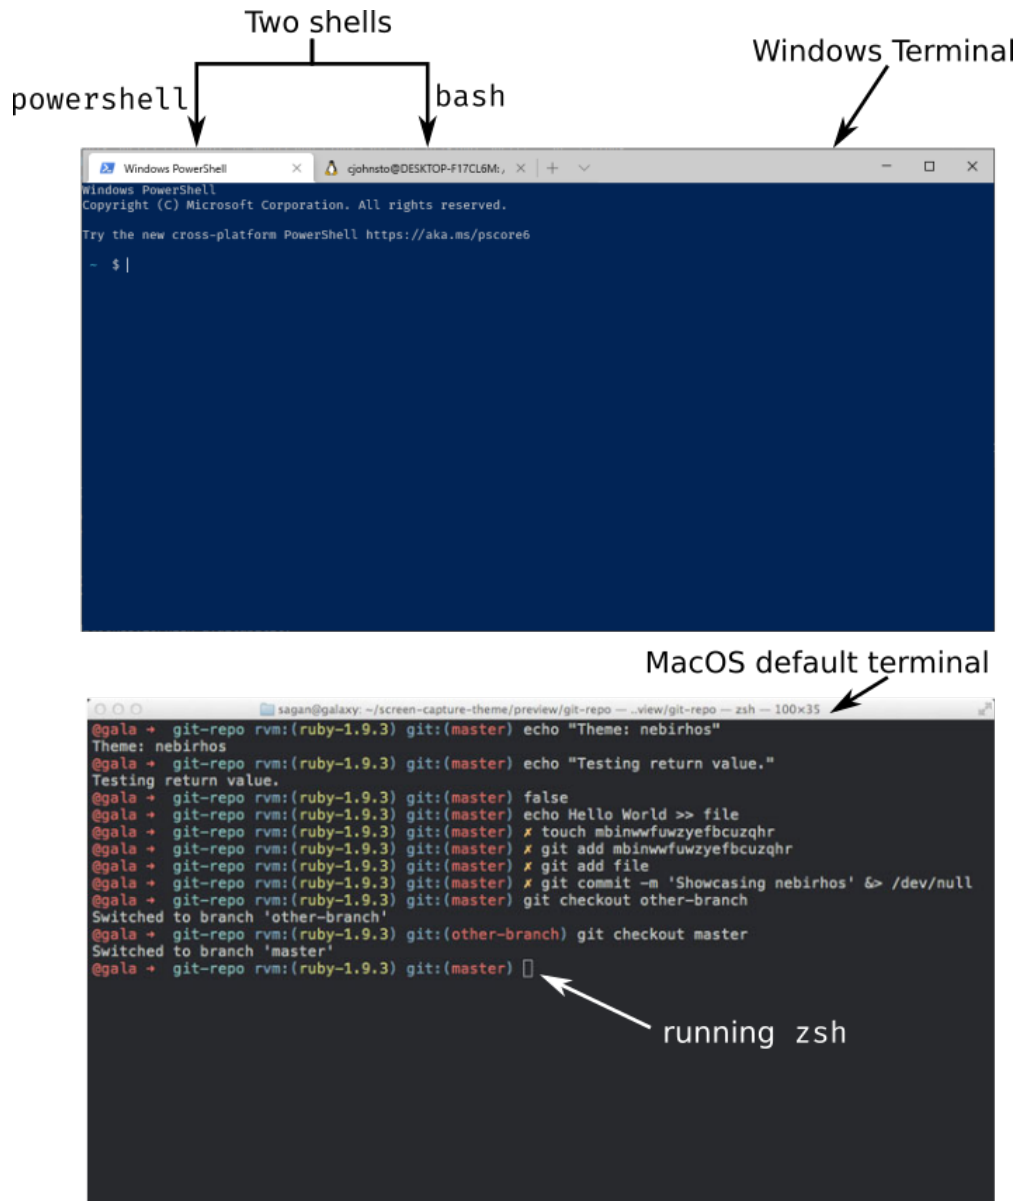 Two shells
Windows Terminal
powershell
bash
Windows PowerShell
cjohnsto@DESKTOP-F17CL6M: /
Windows PowerShell
Copyright (C) Microsoft Corporation. All rights reserved.
Try the new cross-platform PowerShell https://aka.ms/pscore6
~ $
MacOS default terminal
sagan@galaxy: ~/screen-capture-theme/preview/git-repo — ..view/git-repo — zsh — 100×35
@gala → git-repo rvm:(ruby-1.9.3) git:(master) echo "Theme: nebirhos"
Theme: nebirhos
@gala → git-repo rvm:(ruby-1.9.3) git:(master) echo "Testing return value."
Testing return value.
@gala → git-repo rvm:(ruby-1.9.3) git:(master) false
@gala → git-repo rvm:(ruby-1.9.3) git:(master) echo Hello World >> file
@gala → git-repo rvm:(ruby-1.9.3) git:(master) ✗ touch mbinwwfuwzyefbcuzqhr
@gala → git-repo rvm:(ruby-1.9.3) git:(master) ✗ git add mbinwwfuwzyefbcuzqhr
@gala → git-repo rvm:(ruby-1.9.3) git:(master) ✗ git add file
@gala → git-repo rvm:(ruby-1.9.3) git:(master) ✗ git commit -m 'Showcasing nebirhos' &> /dev/null
@gala → git-repo rvm:(ruby-1.9.3) git:(master) git checkout other-branch
Switched to branch 'other-branch'
@gala → git-repo rvm:(ruby-1.9.3) git:(other-branch) git checkout master
Switched to branch 'master'
@gala → git-repo rvm:(ruby-1.9.3) git:(master)
running zsh